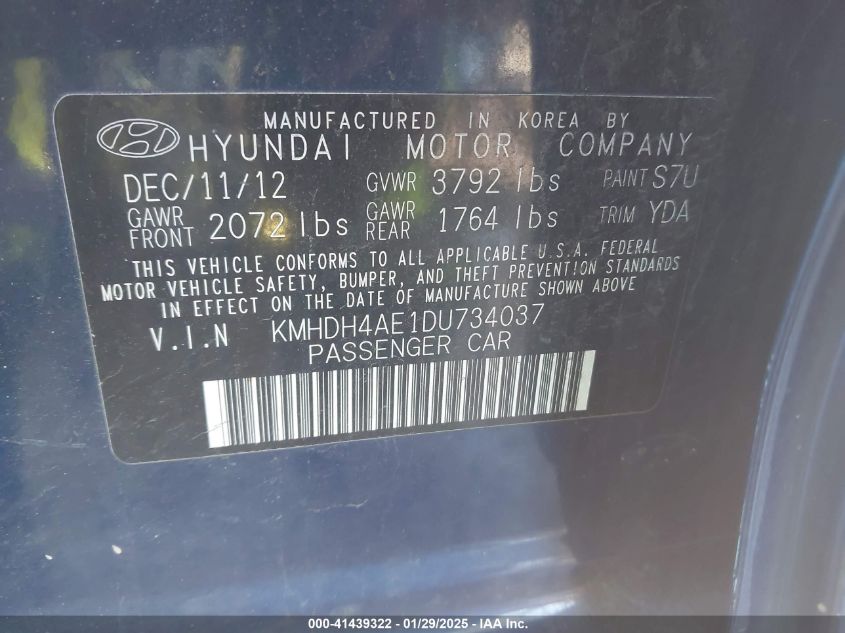 MANUFACTURED IN KOREA BY
HYUNDAI MOTOR COMPANY
DEC/11/12 GVWR 3792 lbs PAINT S7U
GAWR FRONT 2072 lbs GAWR REAR 1764 lbs TRIM YDA
THIS VEHICLE CONFORMS TO ALL APPLICABLE U.S.A. FEDERAL
MOTOR VEHICLE SAFETY, BUMPER, AND THEFT PREVENTION STANDARDS
IN EFFECT ON THE DATE OF MANUFACTURE SHOWN ABOVE
V.I.N KMHDH4AE1DU734037
PASSENGER CAR
000-41439322 - 01/29/2025 - IAA Inc.